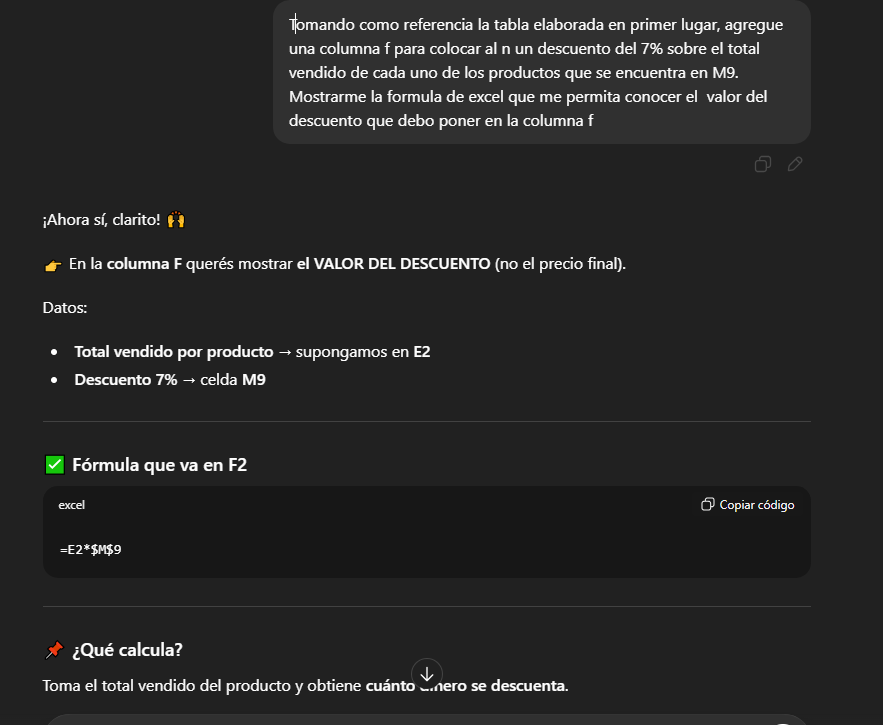 Tomando como referencia la tabla elaborada en primer lugar, agregue
una columna f para colocar al n un descuento del 7% sobre el total
vendido de cada uno de los productos que se encuentra en M9.
Mostrarme la formula de excel que me permita conocer el  valor del
descuento que debo poner en la columna f
¡Ahora sí, clarito! 🙌
👉 En la columna F querés mostrar el VALOR DEL DESCUENTO (no el precio final).
Datos:
• Total vendido por producto → supongamos en E2
• Descuento 7% → celda M9
✅ Fórmula que va en F2
excel
Copiar código
=E2*$M$9
📌 ¿Qué calcula?
Toma el total vendido del producto y obtiene cuánto dinero se descuenta.